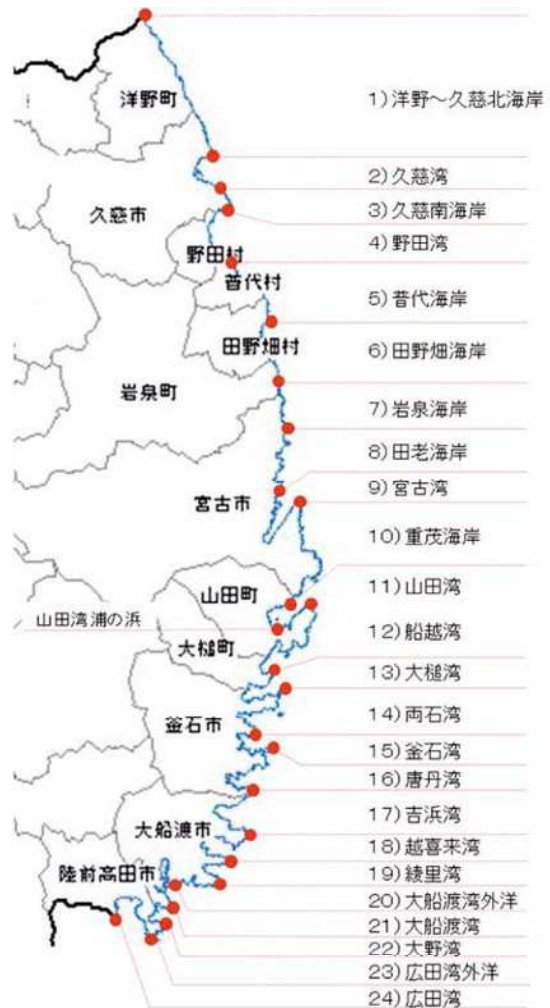 洋野町
久慈市
野田村
普代村
田野畑村
岩泉町
宮古市
山田町
山田湾浦の浜
大槌町
釜石市
大船渡市
陸前高田市
1)洋野～久慈北海岸
2)久慈湾
3)久慈南海岸
4)野田湾
5)普代海岸
6)田野畑海岸
7)岩泉海岸
8)田老海岸
9)宮古湾
10)重茂海岸
11)山田湾
12)船越湾
13)大槌湾
14)両石湾
15)釜石湾
16)唐丹湾
17)吉浜湾
18)越喜来湾
19)綾里湾
20)大船渡湾外洋
21)大船渡湾
22)大野湾
23)広田湾外洋
24)広田湾